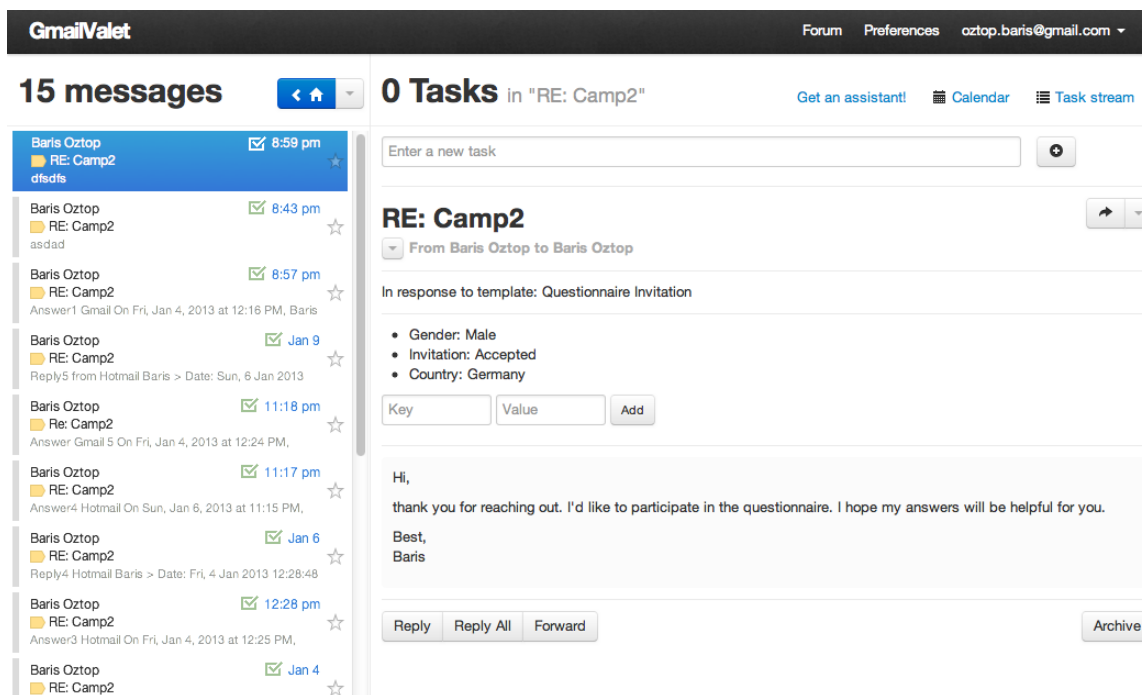 GmailValet
Forum Preferences oztop.baris@gmail.com
15 messages
0 Tasks in "RE: Camp2"
Get an assistant! Calendar Task stream
Baris Oztop 8:59 pm
RE: Camp2
dfsdfs
Baris Oztop 8:43 pm
RE: Camp2
asdad
Baris Oztop 8:57 pm
RE: Camp2
Answer1 Gmail On Fri, Jan 4, 2013 at 12:16 PM, Baris
Baris Oztop Jan 9
RE: Camp2
Reply5 from Hotmail Baris > Date: Sun, 6 Jan 2013
Baris Oztop 11:18 pm
Re: Camp2
Answer Gmail 5 On Fri, Jan 4, 2013 at 12:24 PM,
Baris Oztop 11:17 pm
RE: Camp2
Answer4 Hotmail On Sun, Jan 6, 2013 at 11:15 PM,
Baris Oztop Jan 6
RE: Camp2
Reply4 Hotmail Baris > Date: Fri, 4 Jan 2013 12:28:48
Baris Oztop 12:28 pm
RE: Camp2
Answer3 Hotmail On Fri, Jan 4, 2013 at 12:25 PM,
Baris Oztop Jan 4
RE: Camp2
Enter a new task
RE: Camp2
From Baris Oztop to Baris Oztop
In response to template: Questionnaire Invitation
• Gender: Male
• Invitation: Accepted
• Country: Germany
Key Value Add
Hi,
thank you for reaching out. I'd like to participate in the questionnaire. I hope my answers will be helpful for you.
Best,
Baris
Reply Reply All Forward Archive